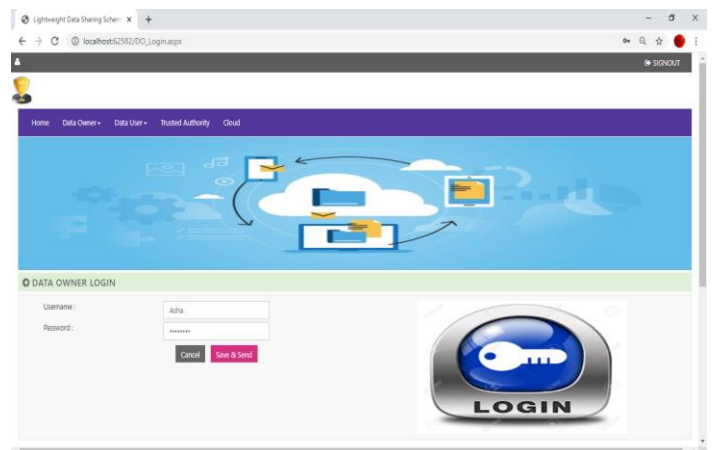 Lightweight Data Sharing Schem
localhost:62582/DO_Login.aspx
SIGNOUT
Home Data Owner Data User Trusted Authority Cloud
DATA OWNER LOGIN
Username :
Asha
Password :
••••••••
Cancel Save & Send
LOGIN